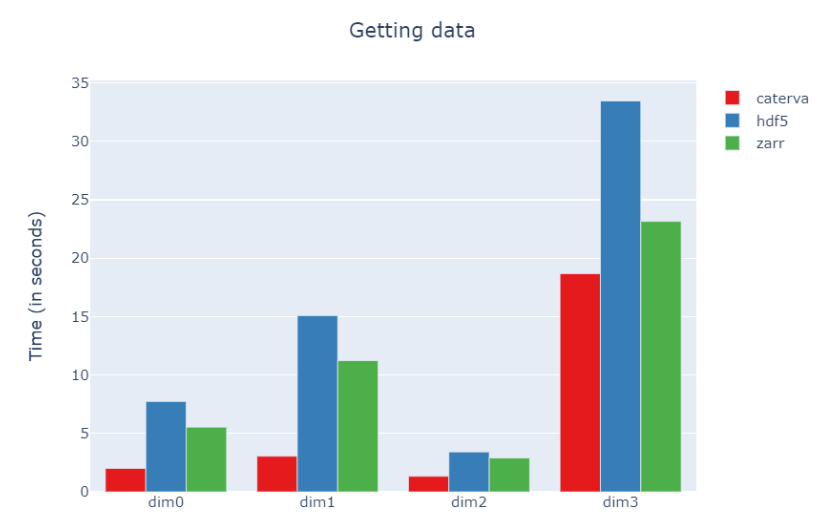 Getting data
35
30
25
20
15
10
5
0
Time (in seconds)
dim0 dim1 dim2 dim3
caterva
hdf5
zarr